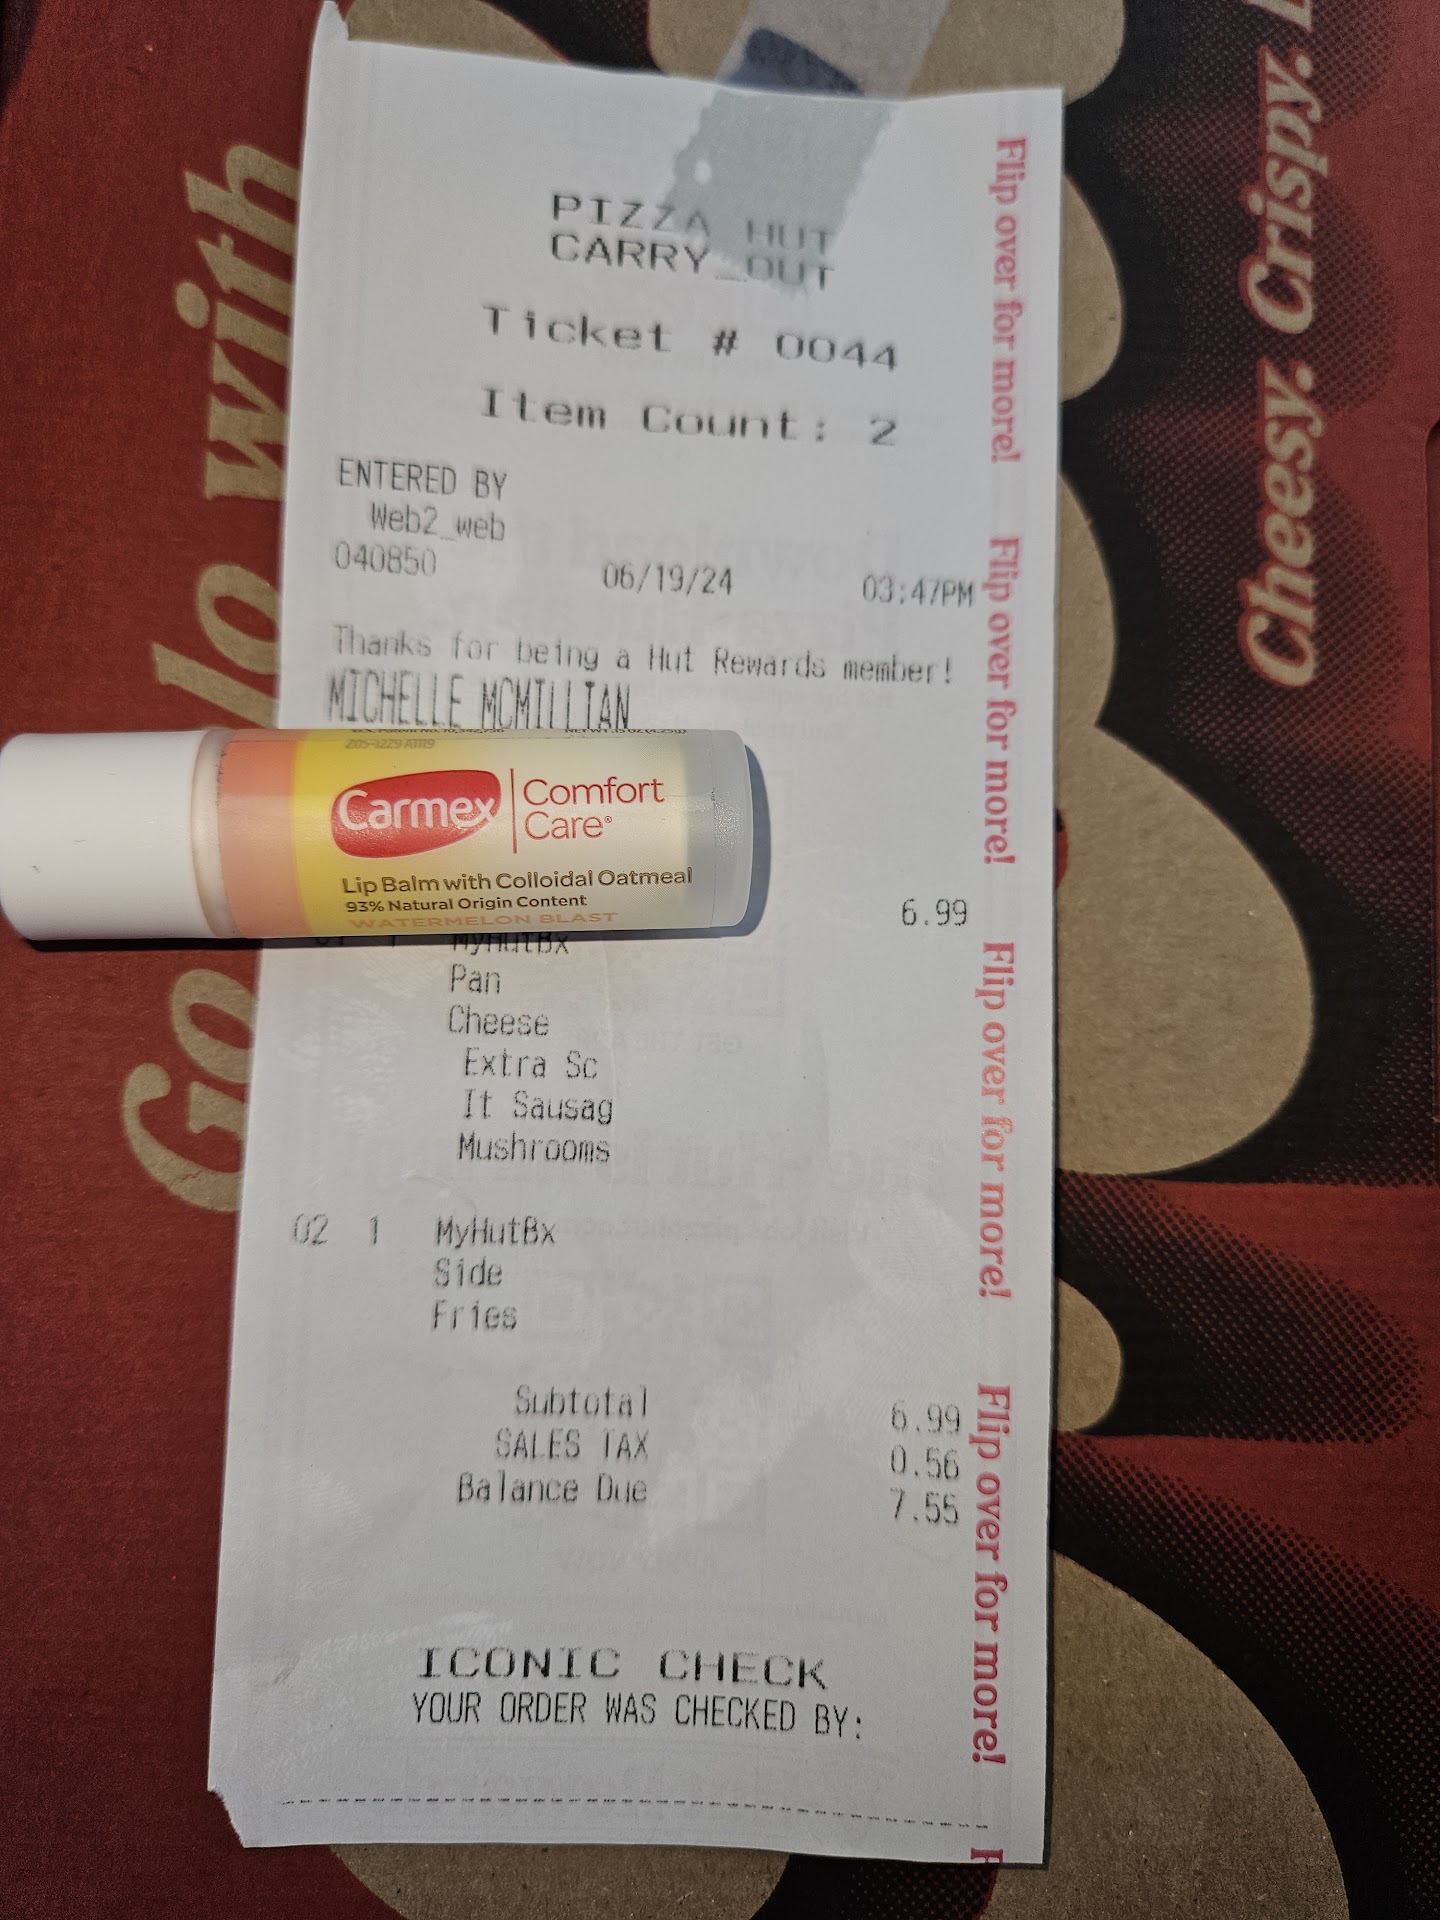 PIZZA HUT
CARRY_OUT
Ticket # 0044
Item Count: 2
ENTERED BY
Web2_web
040850 06/19/24 03:47PM
Thanks for being a Hut Rewards member!
MICHELLE MCMILLIAN
Carmex
Comfort
Care®
Lip Balm with Colloidal Oatmeal
93% Natural Origin Content
WATERMELON BLAST
6.99
1 MyHutBx
Pan
Cheese
Extra Sc
It Sausag
Mushrooms
02 1 MyHutBx
Side
Fries
Subtotal 6.99
SALES TAX 0.56
Balance Due 7.55
ICONIC CHECK
YOUR ORDER WAS CHECKED BY:
Flip over for more!
Flip over for more!
Flip over for more!
Flip over for more!
Go
lo with
Cheesy. Crispy.